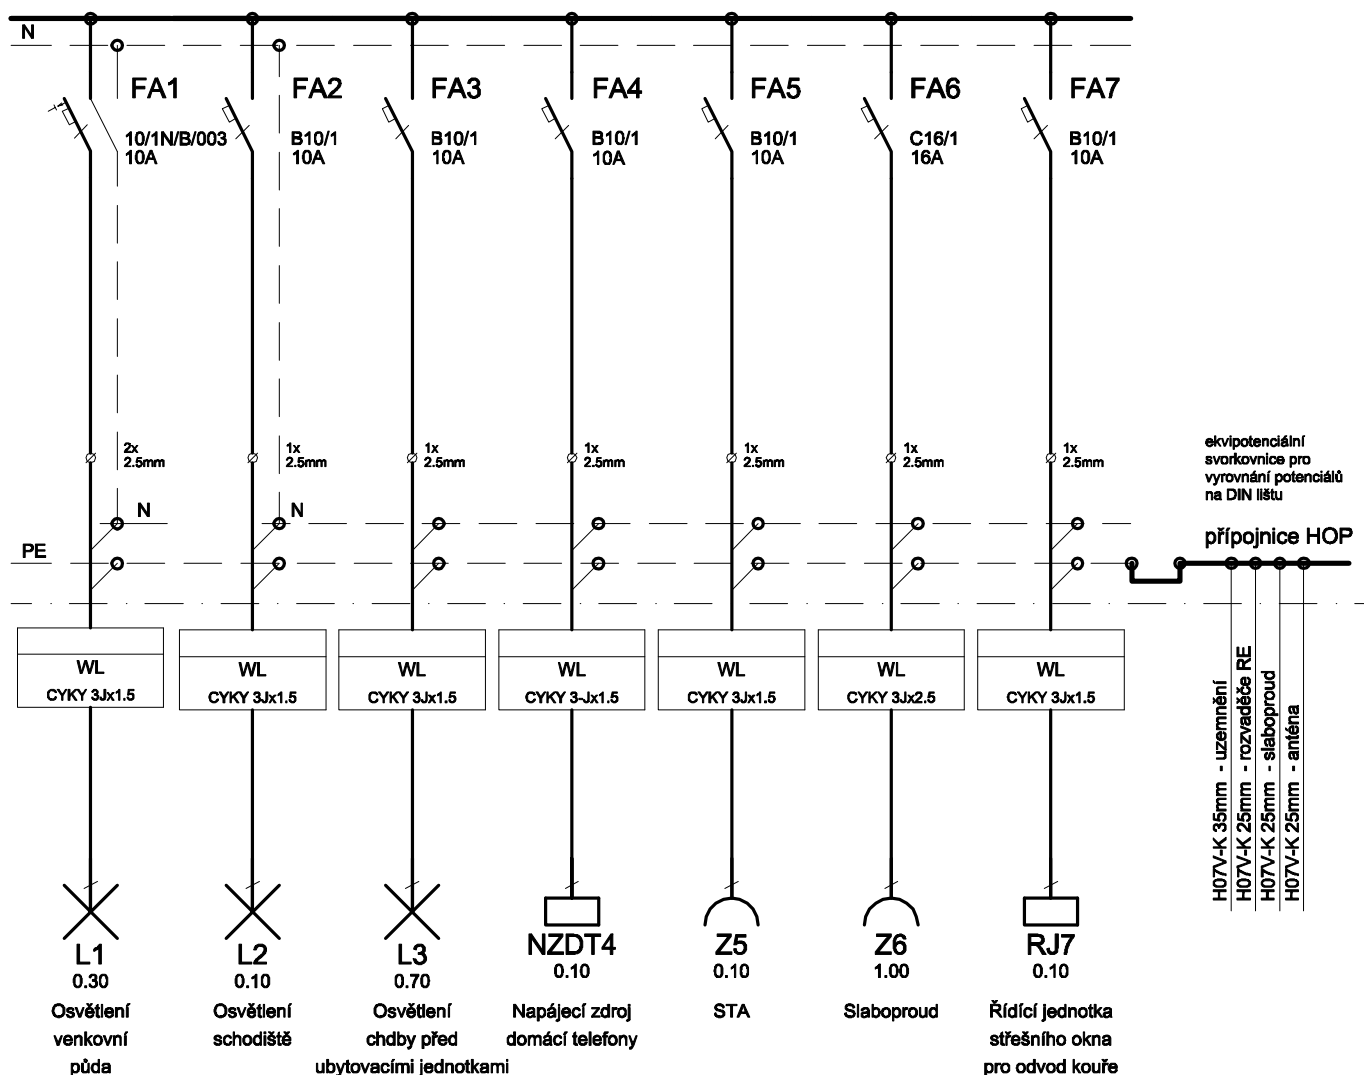 N
FA1
10/1N/B/003
10A
FA2
B10/1
10A
FA3
B10/1
10A
FA4
B10/1
10A
FA5
B10/1
10A
FA6
C16/1
16A
FA7
B10/1
10A
2x
2.5mm
1x
2.5mm
1x
2.5mm
1x
2.5mm
1x
2.5mm
1x
2.5mm
1x
2.5mm
ekvipotenciální
svorkovnice pro
vyrovnání potenciálů
na DIN lištu
N
N
PE
přípojnice HOP
WL
CYKY 3Jx1.5
WL
CYKY 3Jx1.5
WL
CYKY 3Jx1.5
WL
CYKY 3-Jx1.5
WL
CYKY 3Jx1.5
WL
CYKY 3Jx2.5
WL
CYKY 3Jx1.5
H07V-K 35mm - uzemnění
H07V-K 25mm - rozvaděče RE
H07V-K 25mm - slaboproud
H07V-K 25mm - anténa
L1
0.30
Osvětlení
venkovní
půda
L2
0.10
Osvětlení
schodiště
L3
0.70
Osvětlení
chdby před
ubytovacími jednotkami
NZDT4
0.10
Napájecí zdroj
domácí telefony
Z5
0.10
STA
Z6
1.00
Slaboproud
RJ7
0.10
Řídící jednotka
střešního okna
pro odvod kouře